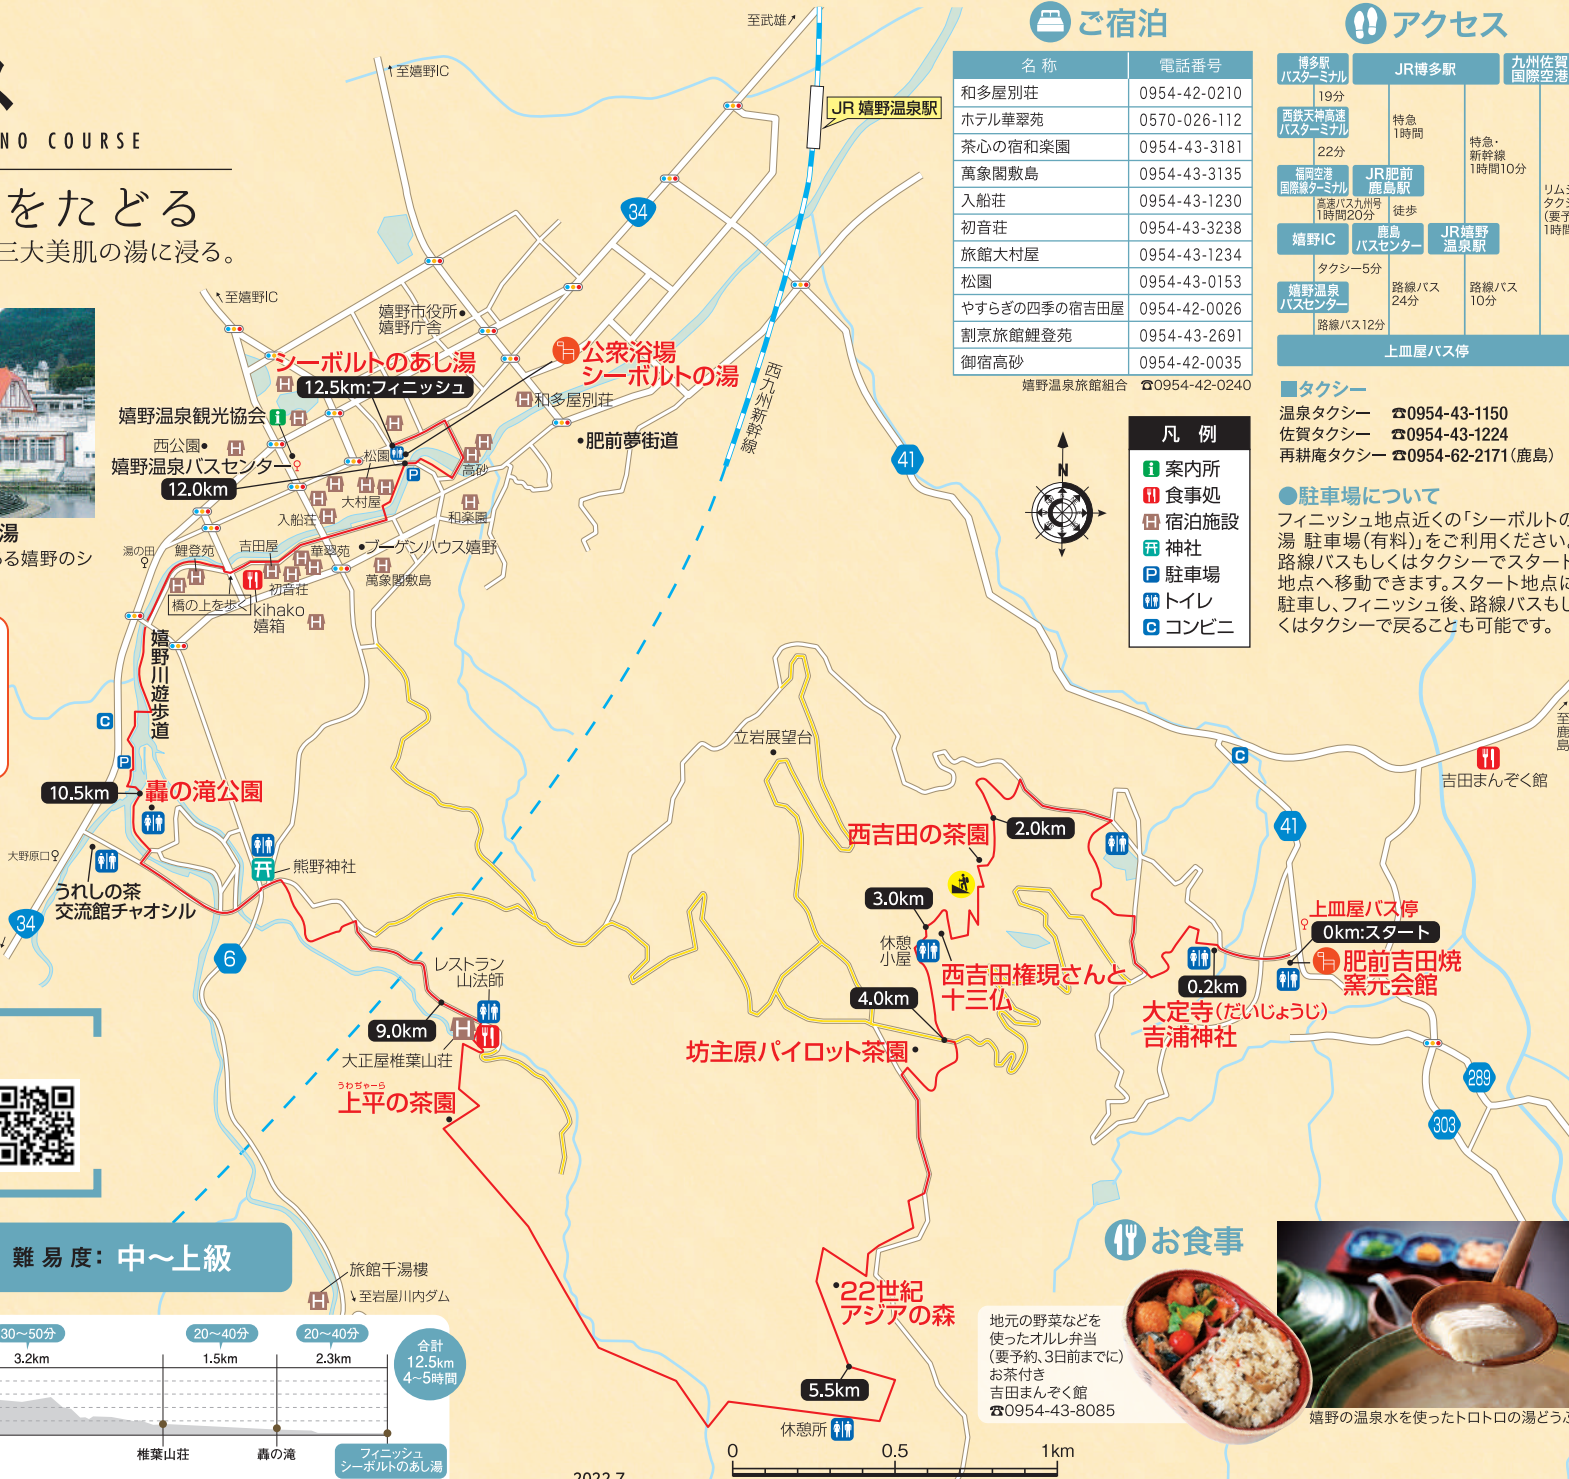 ス
NO COURSE
をたどる
三大美肌の湯に浸る。
湯
る嬉野のシ
ご宿泊
名称 電話番号
和多屋別荘 0954-42-0210
ホテル華翠苑 0570-026-112
茶心の宿和楽園 0954-43-3181
萬象閣敷島 0954-43-3135
入船荘 0954-43-1230
初音荘 0954-43-3238
旅館大村屋 0954-43-1234
松園 0954-43-0153
やすらぎの四季の宿吉田屋 0954-42-0026
割烹旅館鯉登苑 0954-43-2691
御宿高砂 0954-42-0035
嬉野温泉旅館組合 ☎0954-42-0240
アクセス
博多駅
バスターミナル
JR博多駅
九州佐賀
国際空港
19分
西鉄天神高速
バスターミナル
特急
1時間
特急・
新幹線
1時間10分
22分
福岡空港
国際線ターミナル
JR肥前
鹿島駅
高速バス九州号
1時間20分
徒歩
リムジ
タクシ
(要予
1時間
嬉野IC
鹿島
バスセンター
JR嬉野
温泉駅
タクシー5分
嬉野温泉
バスセンター
路線バス
24分
路線バス
10分
路線バス12分
上皿屋バス停
■タクシー
温泉タクシー ☎0954-43-1150
佐賀タクシー ☎0954-43-1224
再耕庵タクシー ☎0954-62-2171(鹿島)
●駐車場について
フィニッシュ地点近くの「シーボルトの
湯 駐車場(有料)」をご利用ください。
路線バスもしくはタクシーでスタート
地点へ移動できます。スタート地点に
駐車し、フィニッシュ後、路線バスもし
くはタクシーで戻ることも可能です。
凡例
案内所
食事処
宿泊施設
神社
P 駐車場
トイレ
C コンビニ
N
至武雄
至嬉野IC
JR 嬉野温泉駅
34
至嬉野IC
嬉野市役所
嬉野庁舎
シーボルトのあし湯
12.5km:フィニッシュ
公衆浴場
シーボルトの湯
西九州新幹線
和多屋別荘
嬉野温泉観光協会
西公園
嬉野温泉バスセンター
12.0km
肥前夢街道
松園
高砂
大村屋
入船荘
和楽園
41
湯の田
鯉登苑
吉田屋
華翠苑
ブーゲンハウス嬉野
萬象閣敷島
初音荘
橋の上を歩く
kihako
嬉箱
嬉野川遊歩道
C
P
10.5km
轟の滝公園
大野原口
うれしの茶
交流館チャオシル
34
熊野神社
6
レストラン
山法師
9.0km
大正屋椎葉山荘
うわぢゃーら
上平の茶園
立岩展望台
西吉田の茶園
2.0km
3.0km
休憩
小屋
西吉田権現さんと
十三仏
4.0km
坊主原パイロット茶園
C
至鹿島
吉田まんぞく館
41
上皿屋バス停
0km:スタート
肥前吉田焼
窯元会館
0.2km
大定寺(だいじょうじ)
吉浦神社
289
303
22世紀
アジアの森
5.5km
休憩所
0 0.5 1km
2022.7
お食事
地元の野菜などを
使ったオルレ弁当
(要予約、3日前までに)
お茶付き
吉田まんぞく館
☎0954-43-8085
嬉野の温泉水を使ったトロトロの湯どうふ
難易度:中〜上級
旅館千湯樓
至岩屋川内ダム
30〜50分 20〜40分 20〜40分
3.2km 1.5km 2.3km
合計
12.5km
4〜5時間
椎葉山荘 轟の滝
フィニッシュ
シーボルトのあし湯